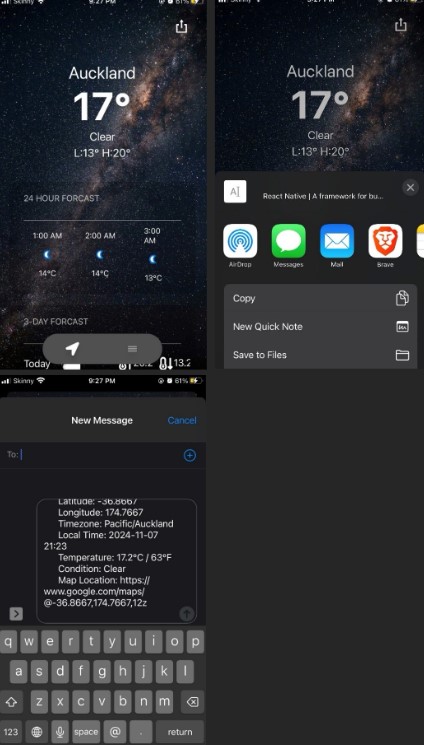 Skinny 9:27 PM 61%
Auckland
17°
Clear
L:13° H:20°
24 HOUR FORCAST
1:00 AM 2:00 AM 3:00
AM
14°C 14°C 13°C
3-DAY FORCAST
Today 13.2
Skinny 9:27 PM 61%
Auckland
17°
Clear
L:13° H:20°
A
React Native | A framework for bu...
AirDrop Messages Mail Brave
Copy
New Quick Note
Save to Files
Skinny 9:27 PM 61%
New Message Cancel
To:
Latitude: -36.8667
Longitude: 174.7667
Timezone: Pacific/Auckland
Local Time: 2024-11-07
21:23
Temperature: 17.2°C / 63°F
Condition: Clear
Map Location: https://
www.google.com/maps/
@-36.8667,174.7667,12z
q w e r t y u i o p
a s d f g h j k l
z x c v b n m
123 space @ . return